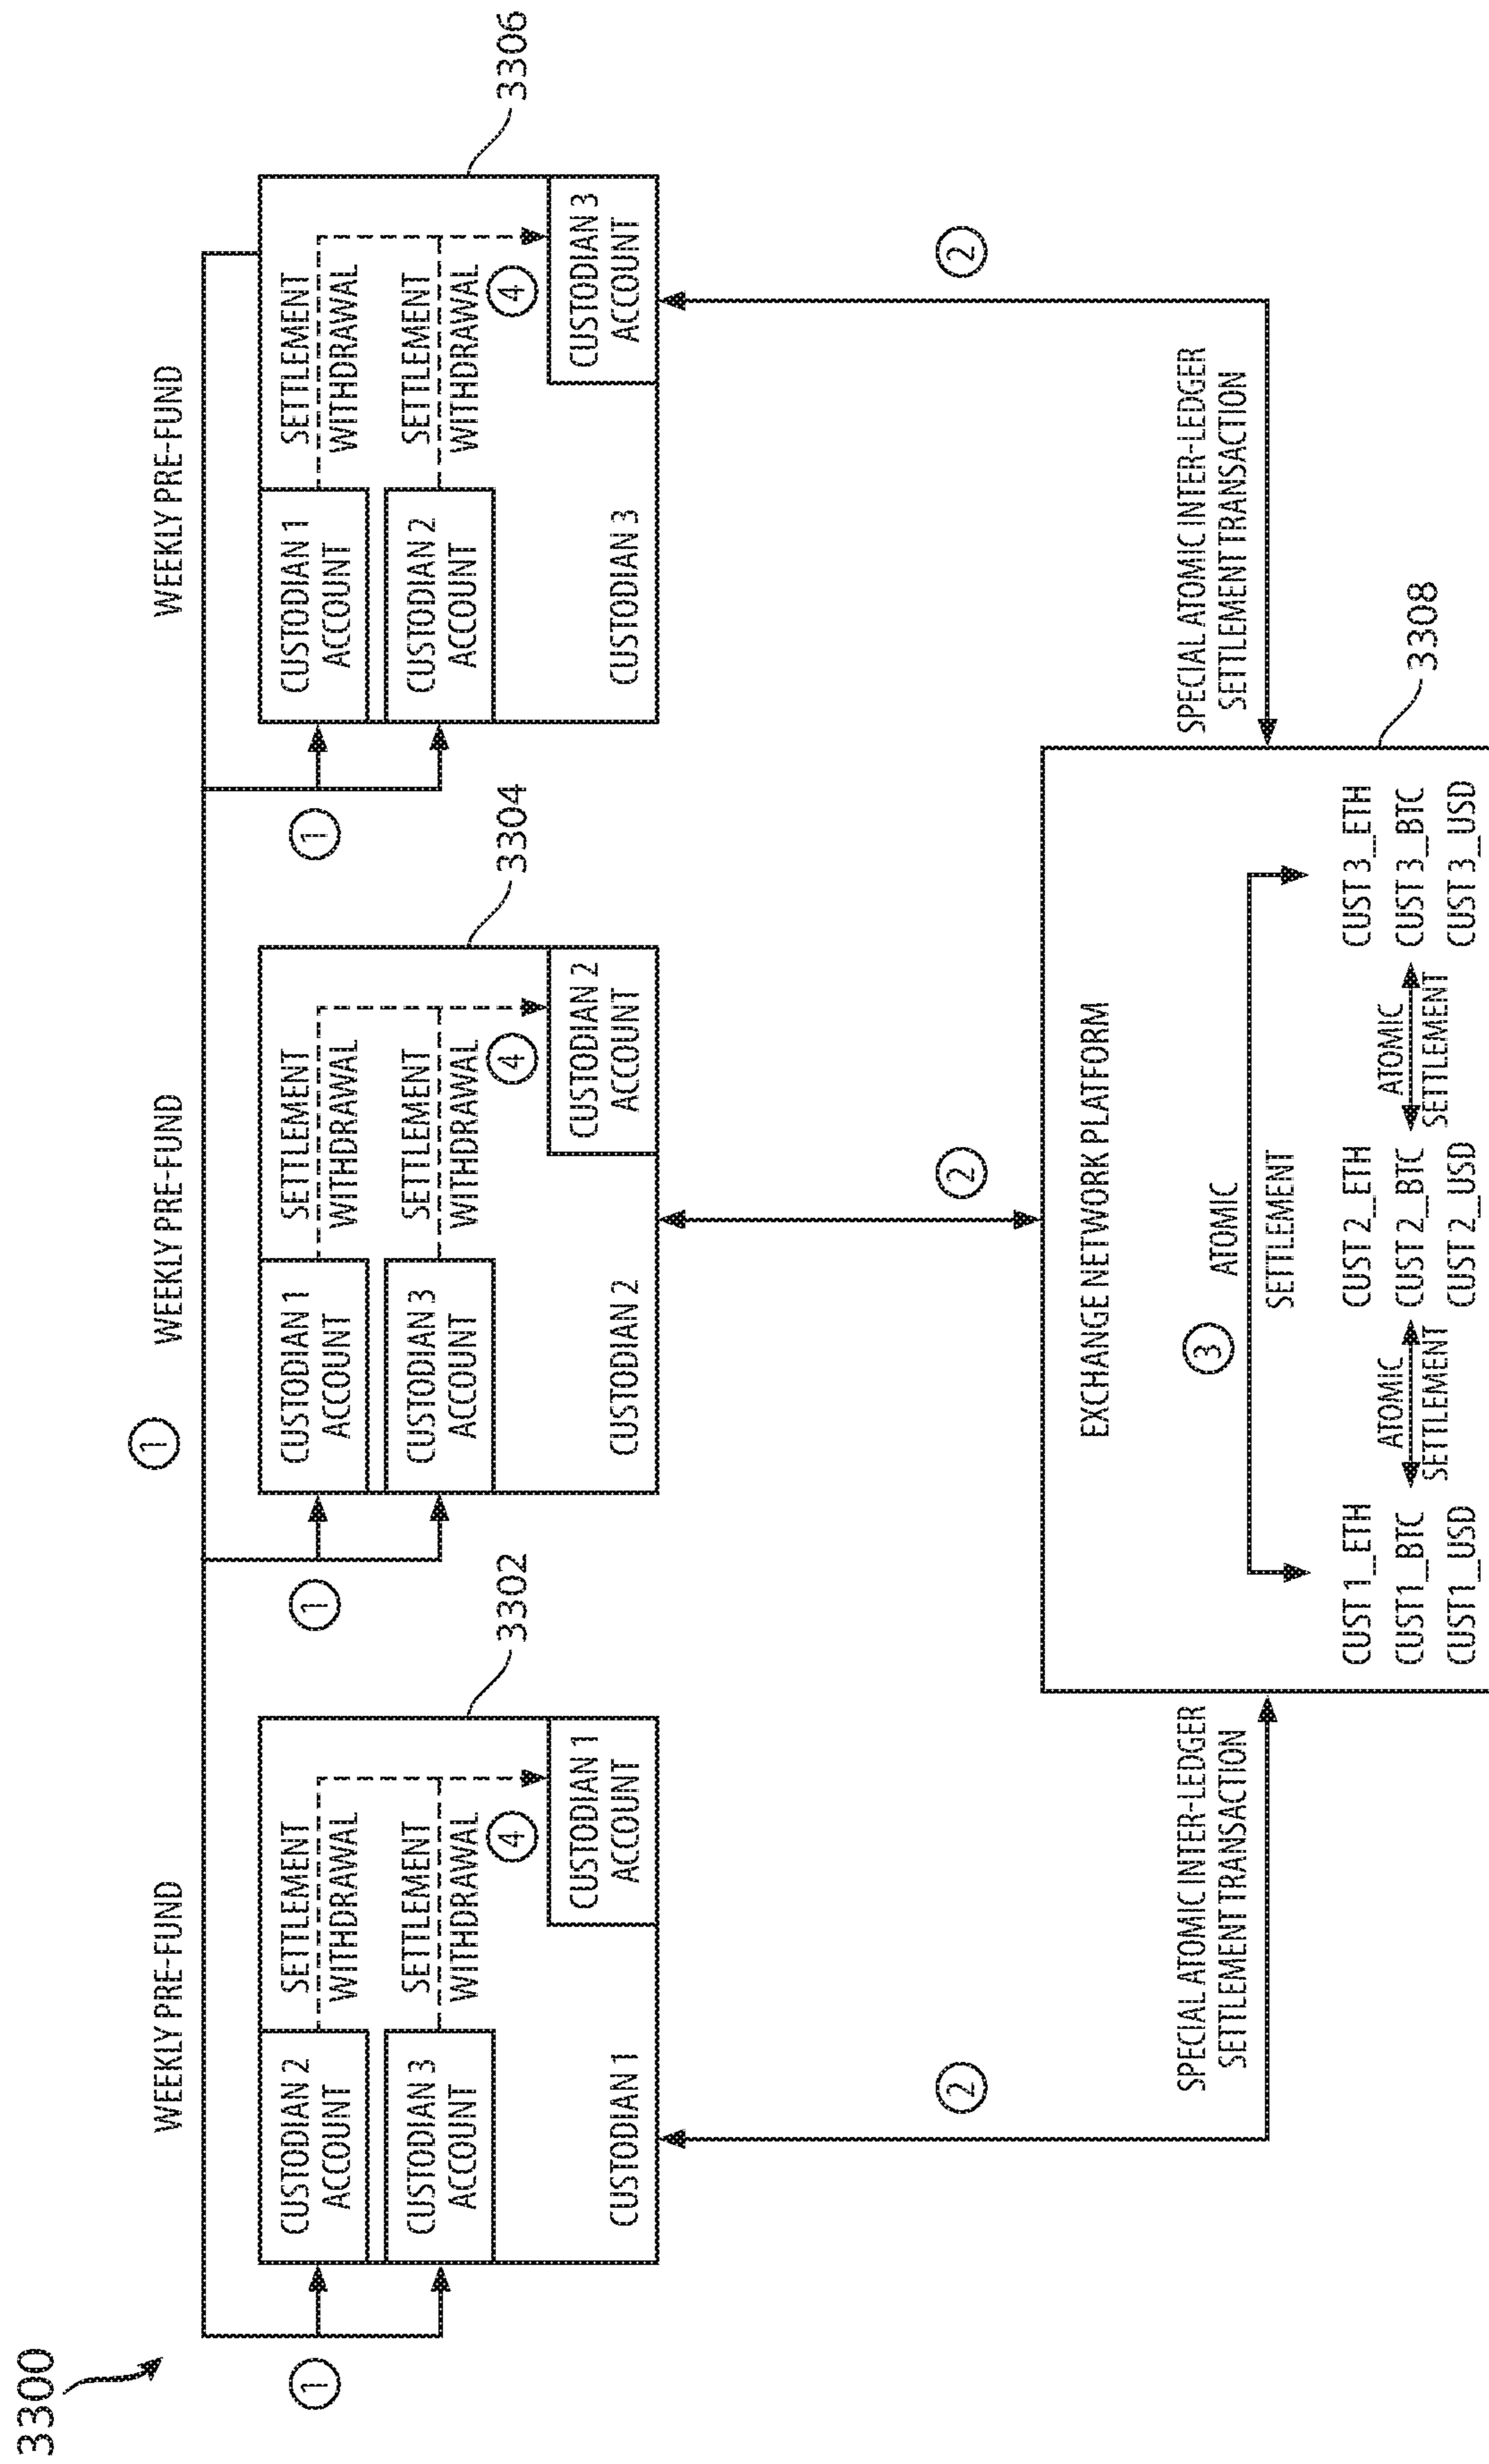 3300
WEEKLY PRE-FUND
1
WEEKLY PRE-FUND
WEEKLY PRE-FUND
1
CUSTODIAN 2
ACCOUNT
SETTLEMENT
WITHDRAWAL
CUSTODIAN 3
ACCOUNT
SETTLEMENT
WITHDRAWAL
4
CUSTODIAN 1
CUSTODIAN 1
ACCOUNT
3302
1
CUSTODIAN 1
ACCOUNT
SETTLEMENT
WITHDRAWAL
CUSTODIAN 3
ACCOUNT
SETTLEMENT
WITHDRAWAL
4
CUSTODIAN 2
CUSTODIAN 2
ACCOUNT
3304
1
CUSTODIAN 1
ACCOUNT
SETTLEMENT
WITHDRAWAL
CUSTODIAN 2
ACCOUNT
SETTLEMENT
WITHDRAWAL
4
CUSTODIAN 3
CUSTODIAN 3
ACCOUNT
3306
2
2
2
SPECIAL ATOMIC INTER-LEDGER
SETTLEMENT TRANSACTION
EXCHANGE NETWORK PLATFORM
SPECIAL ATOMIC INTER-LEDGER
SETTLEMENT TRANSACTION
3
ATOMIC
SETTLEMENT
3308
CUST 1_ETH
CUST1_BTC
CUST1_USD
ATOMIC
SETTLEMENT
CUST 2_ETH
CUST 2_BTC
CUST 2_USD
ATOMIC
SETTLEMENT
CUST 3_ETH
CUST 3_BTC
CUST 3_USD